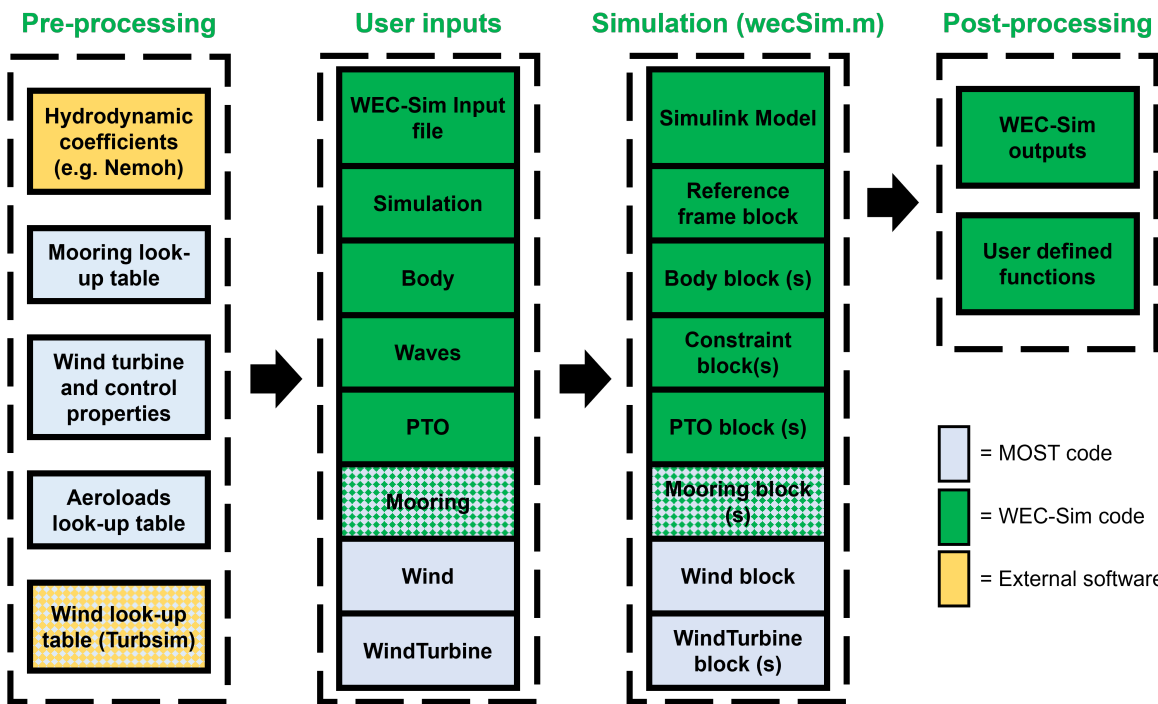 Pre-processing
Hydrodynamic
coefficients
(e.g. Nemoh)
Mooring look-
up table
Wind turbine
and control
properties
Aeroloads
look-up table
Wind look-up
table (Turbsim)
User inputs
WEC-Sim Input
file
Simulation
Body
Waves
PTO
Mooring
Wind
WindTurbine
Simulation (wecSim.m)
Simulink Model
Reference
frame block
Body block (s)
Constraint
block(s)
PTO block (s)
Mooring block
(s)
Wind block
WindTurbine
block (s)
Post-processing
WEC-Sim
outputs
User defined
functions
= MOST code
= WEC-Sim code
= External software